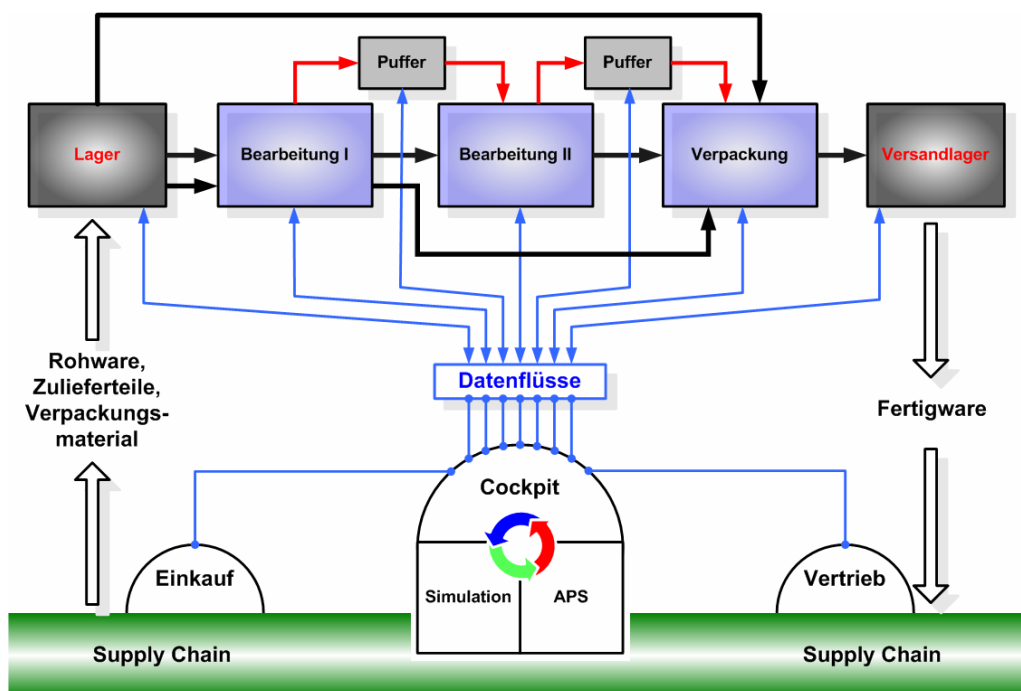 Puffer
Puffer
Lager
Bearbeitung I
Bearbeitung II
Verpackung
Versandlager
Rohware,
Zulieferteile,
Verpackungs-
material
Datenflüsse
Fertigware
Cockpit
Einkauf
Simulation
APS
Vertrieb
Supply Chain
Supply Chain